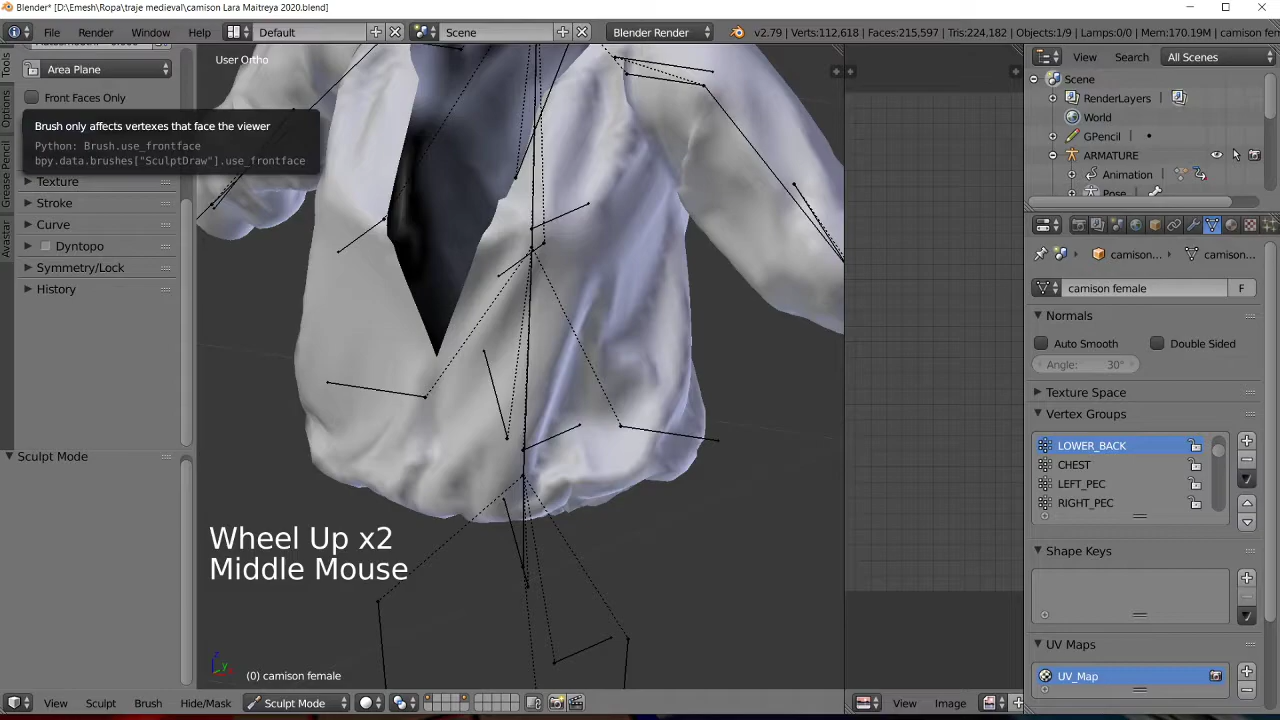 Blender* [D:\Emesh\Ropa\traje medieval\camison Lara Maitreya 2020.blend]
File Render Window Help Default Scene Blender Render v2.79 | Verts:112,618 | Faces:215,597 | Tris:224,182 | Objects:1/9 | Lamps:0/0 | Mem:170.19M | camison fem
Tools
Options
Grease Pencil
Avastar
Area Plane
Front Faces Only
Brush only affects vertexes that face the viewer
Python: Brush.use_frontface
bpy.data.brushes["SculptDraw"].use_frontface
Texture
Stroke
Curve
Dyntopo
Symmetry/Lock
History
Sculpt Mode
User Ortho
Wheel Up x2
Middle Mouse
(0) camison female
View Sculpt Brush Hide/Mask Sculpt Mode
View Image
View Search All Scenes
Scene
RenderLayers
World
GPencil
ARMATURE
Animation
Pose
camison... camison...
camison female F
Normals
Auto Smooth Double Sided
Angle: 30°
Texture Space
Vertex Groups
LOWER_BACK
CHEST
LEFT_PEC
RIGHT_PEC
Shape Keys
UV Maps
UV_Map